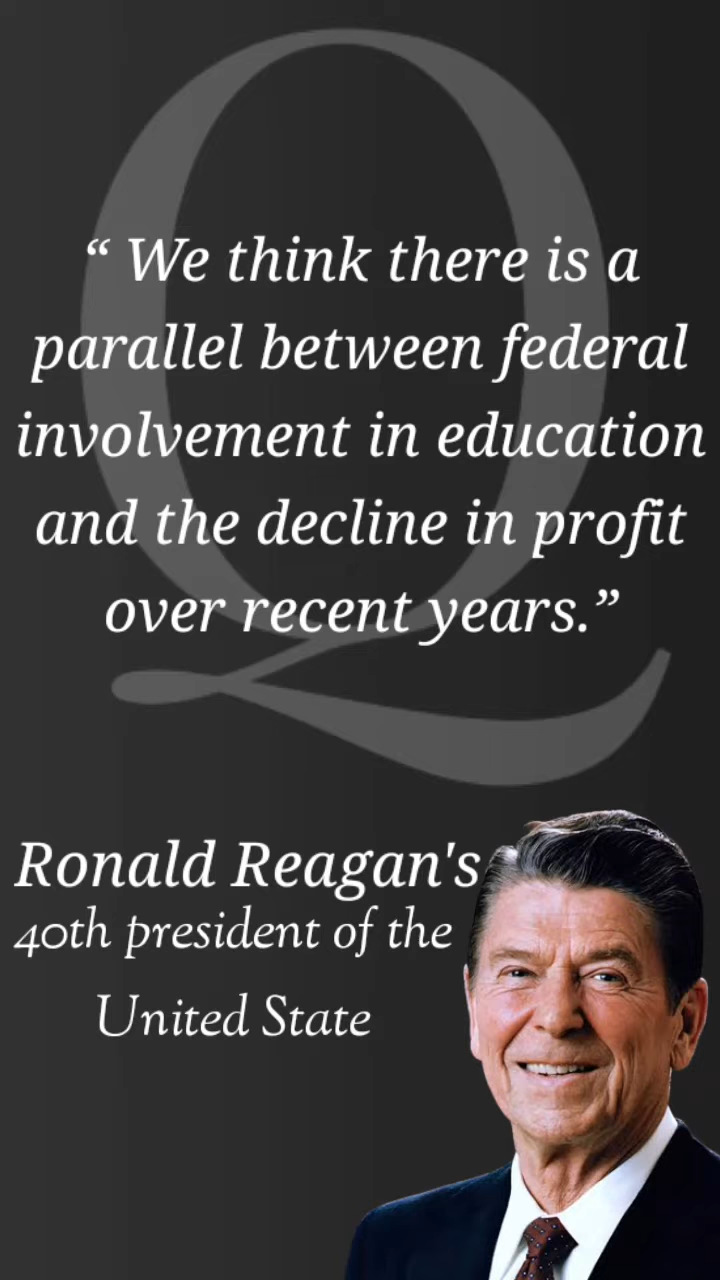 “ We think there is a
parallel between federal
involvement in education
and the decline in profit
over recent years.”
Ronald Reagan's
40th president of the
United State